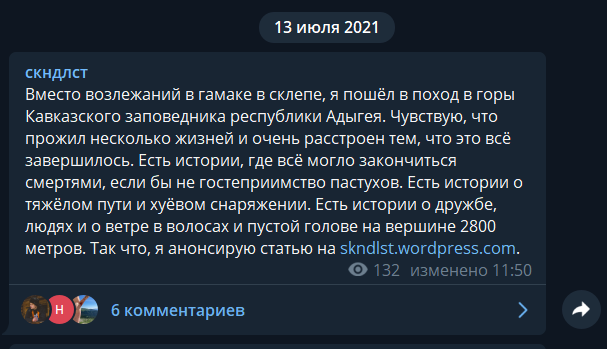 13 июля 2021
скндлст
Вместо возлежаний в гамаке в склепе, я пошёл в поход в горы
Кавказского заповедника республики Адыгея. Чувствую, что
прожил несколько жизней и очень расстроен тем, что это всё
завершилось. Есть истории, где всё могло закончиться
смертями, если бы не гостеприимство пастухов. Есть истории о
тяжёлом пути и хуёвом снаряжении. Есть истории о дружбе,
людях и о ветре в волосах и пустой голове на вершине 2800
метров. Так что, я анонсирую статью на skndlst.wordpress.com.
132 изменено 11:50
Н
6 комментариев